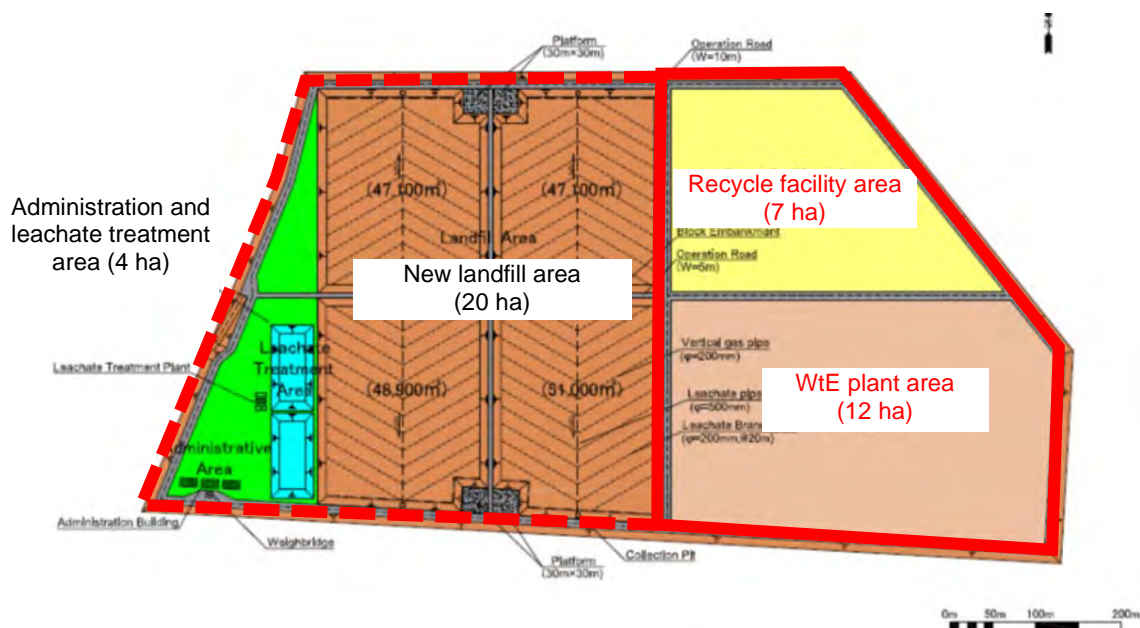 Platform
(30m×30m)
Operation Road
(W=10m)
(47,100㎡)
(47,100㎡)
Recycle facility area
(7 ha)
Administration and
leachate treatment
area (4 ha)
Landfill Area
Block Embankment
Operation Road
(W=5m)
New landfill area
(20 ha)
Vertical gas pipe
(φ=200mm)
Leachate Treatment Plant
Leachate
Treatment
Area
(48,900㎡)
(51,000㎡)
Leachate pipe
(φ=500mm)
WtE plant area
(12 ha)
Leachate
(φ=200mm,@20m)
Administrative
Area
Administration Building
Weighbridge
Platform
(30m×30m)
Collection Pit
0m 50m 100m 200m